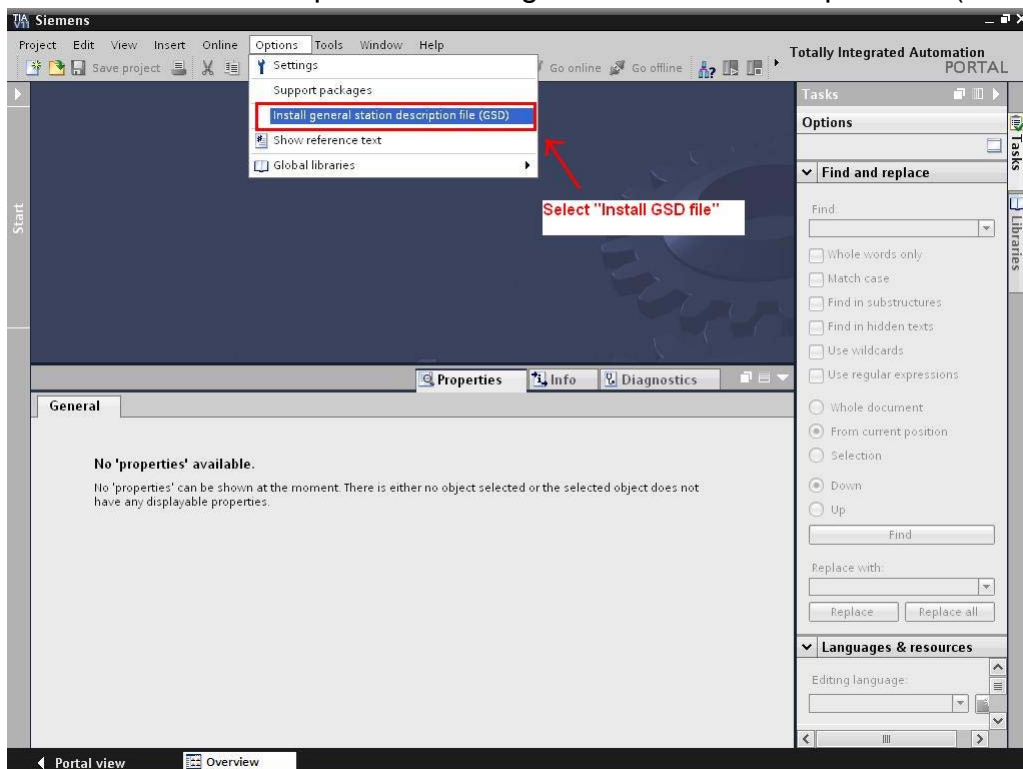 Siemens
Project Edit View Insert Online Options Tools Window Help
Save project
Go online Go offline
Totally Integrated Automation
PORTAL
Settings
Support packages
Install general station description file (GSD)
Show reference text
Global libraries
Select "Install GSD file"
Start
Tasks
Options
Find and replace
Find:
Whole words only
Match case
Find in substructures
Find in hidden texts
Use wildcards
Use regular expressions
Whole document
From current position
Selection
Down
Up
Find
Replace with:
Replace Replace all
Languages & resources
Editing language:
Tasks
Libraries
Properties Info Diagnostics
General
No 'properties' available.
No 'properties' can be shown at the moment. There is either no object selected or the selected object does not
have any displayable properties.
Portal view Overview